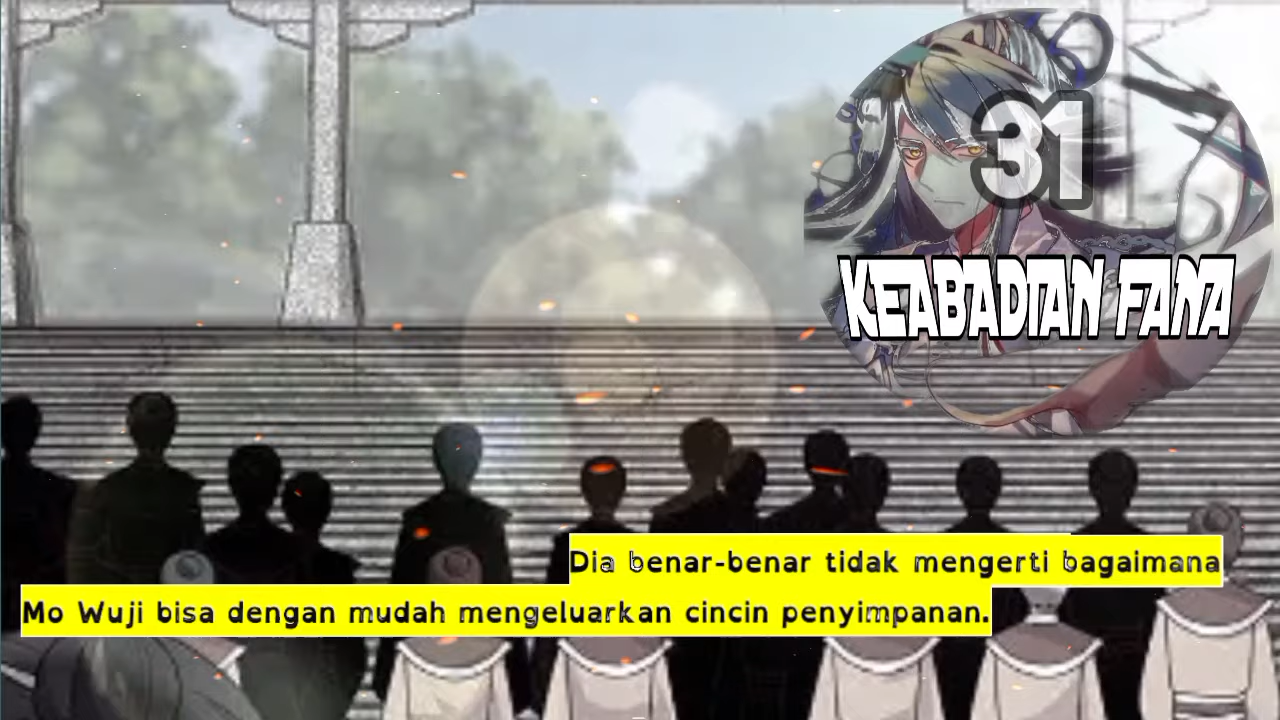 31
KEABADIAN FANA
Dia benar-benar tidak mengerti bagaimana
Mo Wuji bisa dengan mudah mengeluarkan cincin penyimpanan.